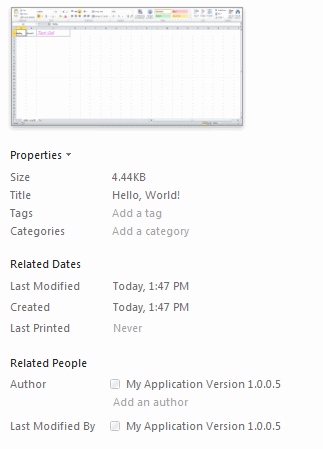 Properties
Size 4.44KB
Title Hello, World!
Tags Add a tag
Categories Add a category
Related Dates
Last Modified Today, 1:47 PM
Created Today, 1:47 PM
Last Printed Never
Related People
Author My Application Version 1.0.0.5
Add an author
Last Modified By My Application Version 1.0.0.5